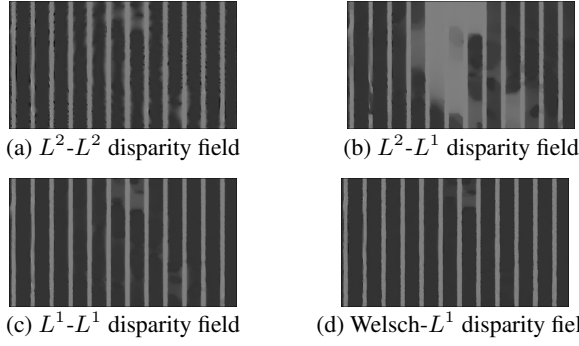 (a) L²-L² disparity field
(b) L²-L¹ disparity field
(c) L¹-L¹ disparity field
(d) Welsch-L¹ disparity fiel